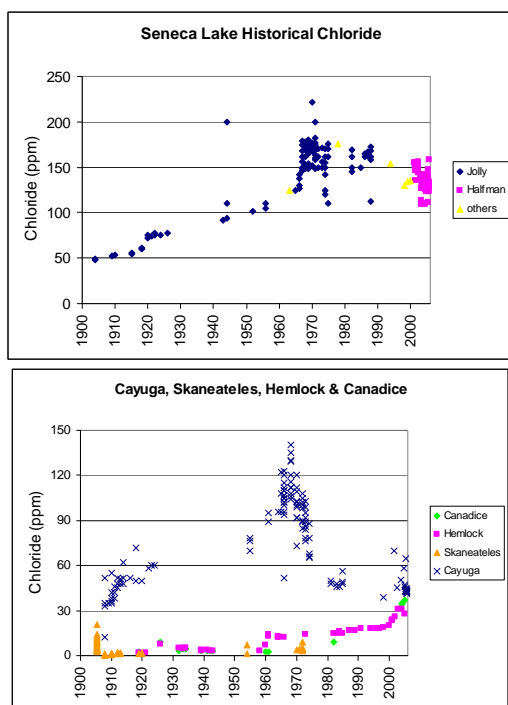 Seneca Lake Historical Chloride
250
200
150
100
50
0
Chloride (ppm)
1900 1910 1920 1930 1940 1950 1960 1970 1980 1990 2000
Jolly
Halfman
others
Cayuga, Skaneateles, Hemlock & Canadice
150
120
90
60
30
0
Chloride (ppm)
1900 1910 1920 1930 1940 1950 1960 1970 1980 1990 2000
Canadice
Hemlock
Skaneateles
Cayuga